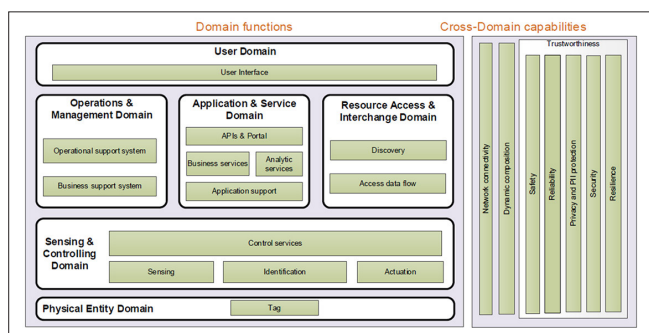 Domain functions
Cross-Domain capabilities
User Domain
User Interface
Operations &
Management Domain
Operational support system
Business support system
Application & Service
Domain
APIs & Portal
Business services
Analytic
services
Application support
Resource Access &
Interchange Domain
Discovery
Access data flow
Sensing &
Controlling
Domain
Control services
Sensing
Identification
Actuation
Physical Entity Domain
Tag
Network connectivity
Dynamic composition
Trustworthiness
Safety
Reliability
Privacy and PII protection
Security
Resilience